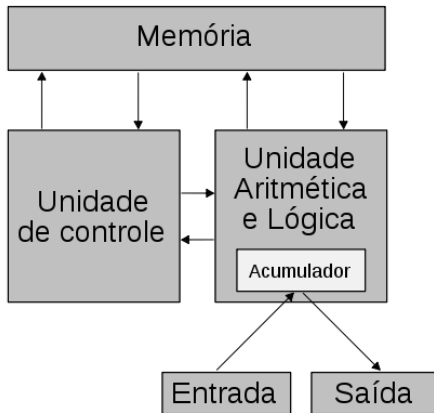 Memória
Unidade
de controle
Unidade
Aritmética
e Lógica
Acumulador
Entrada
Saída